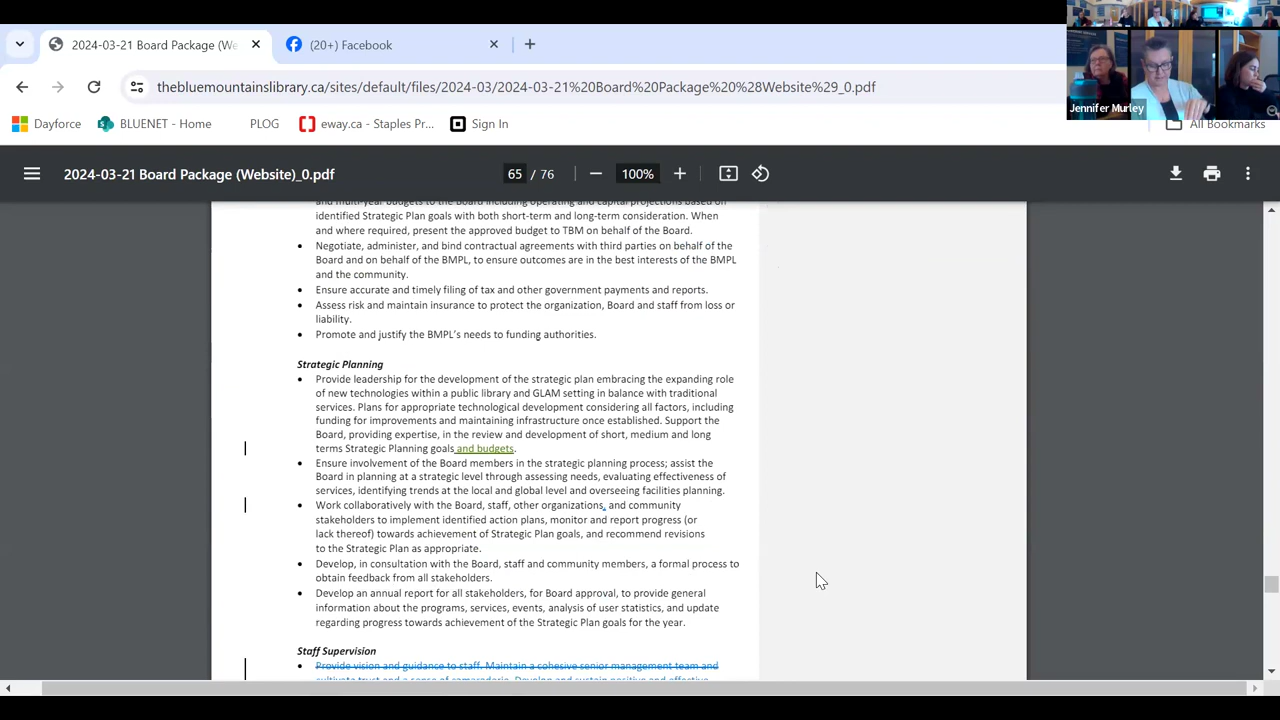 2024-03-21 Board Package (We
(20+) Facebook
thebluemountainslibrary.ca/sites/default/files/2024-03/2024-03-21%20Board%20Package%20%28Website%29_0.pdf
Jennifer Murley
Dayforce
BLUENET - Home
PLOG
eway.ca - Staples Pr...
Sign In
All Bookmarks
2024-03-21 Board Package (Website)_0.pdf
65 / 76
100%
and multi-year budgets to the Board including operating and capital projections based on
identified Strategic Plan goals with both short-term and long-term consideration. When
and where required, present the approved budget to TBM on behalf of the Board.
• Negotiate, administer, and bind contractual agreements with third parties on behalf of the
Board and on behalf of the BMPL, to ensure outcomes are in the best interests of the BMPL
and the community.
• Ensure accurate and timely filing of tax and other government payments and reports.
• Assess risk and maintain insurance to protect the organization, Board and staff from loss or
liability.
• Promote and justify the BMPL's needs to funding authorities.
Strategic Planning
• Provide leadership for the development of the strategic plan embracing the expanding role
of new technologies within a public library and GLAM setting in balance with traditional
services. Plans for appropriate technological development considering all factors, including
funding for improvements and maintaining infrastructure once established. Support the
Board, providing expertise, in the review and development of short, medium and long
terms Strategic Planning goals and budgets.
• Ensure involvement of the Board members in the strategic planning process; assist the
Board in planning at a strategic level through assessing needs, evaluating effectiveness of
services, identifying trends at the local and global level and overseeing facilities planning.
• Work collaboratively with the Board, staff, other organizations, and community
stakeholders to implement identified action plans, monitor and report progress (or
lack thereof) towards achievement of Strategic Plan goals, and recommend revisions
to the Strategic Plan as appropriate.
• Develop, in consultation with the Board, staff and community members, a formal process to
obtain feedback from all stakeholders.
• Develop an annual report for all stakeholders, for Board approval, to provide general
information about the programs, services, events, analysis of user statistics, and update
regarding progress towards achievement of the Strategic Plan goals for the year.
Staff Supervision
• Provide vision and guidance to staff. Maintain a cohesive senior management team and
cultivate trust and a sense of camaraderie. Develop and sustain positive and effective